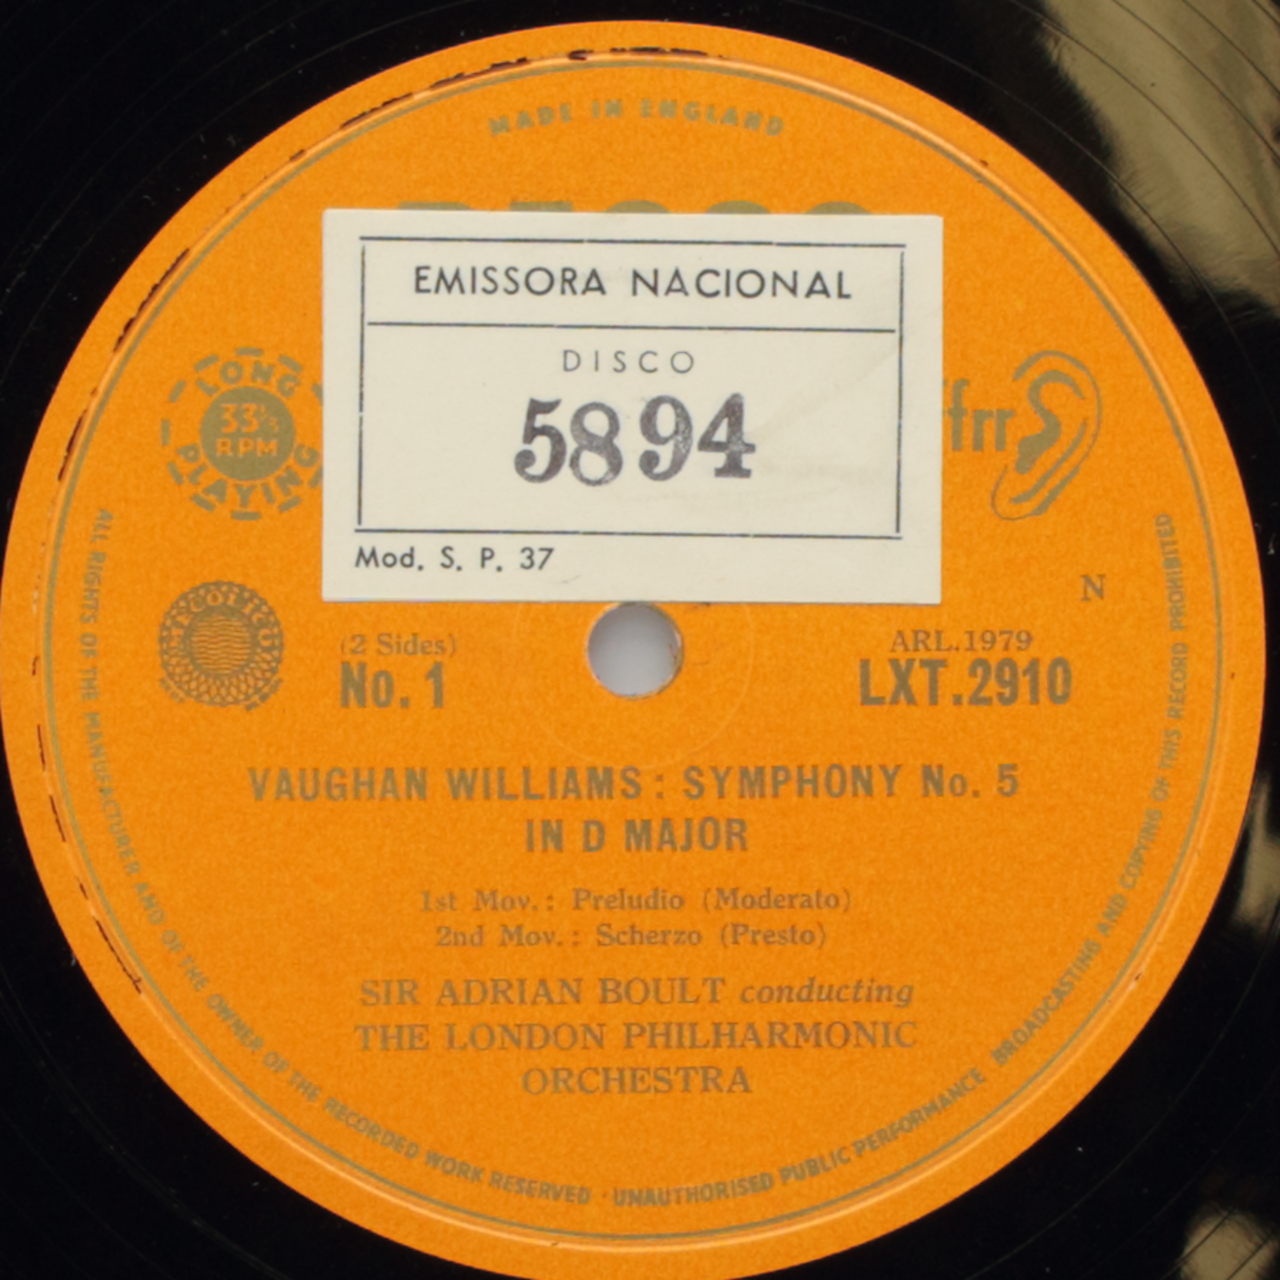 MADE IN ENGLAND
EMISSORA NACIONAL
DISCO
5894
Mod. S. P. 37
LONG
33⅓
RPM
PLAYING
ffrr
N
(2 Sides)
No. 1
ARL.1979
LXT.2910
VAUGHAN WILLIAMS : SYMPHONY No. 5
IN D MAJOR
1st Mov. : Preludio (Moderato)
2nd Mov. : Scherzo (Presto)
SIR ADRIAN BOULT conducting
THE LONDON PHILHARMONIC
ORCHESTRA
ALL RIGHTS OF THE MANUFACTURER AND OF THE OWNER OF THE RECORDED WORK RESERVED · UNAUTHORISED PUBLIC PERFORMANCE BROADCASTING AND COPYING OF THIS RECORD PROHIBITED